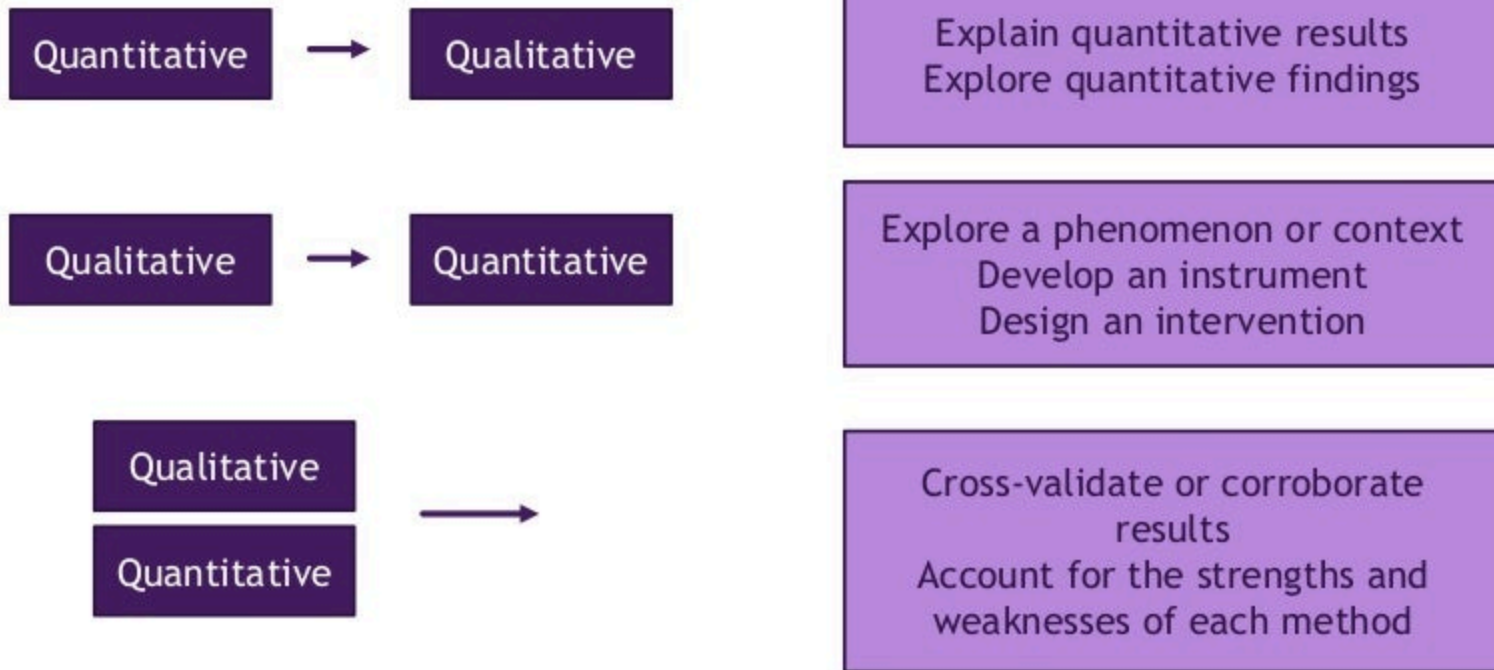 Quantitative
Qualitative
Explain quantitative results
Explore quantitative findings
Qualitative
Quantitative
Explore a phenomenon or context
Develop an instrument
Design an intervention
Qualitative
Quantitative
Cross-validate or corroborate
results
Account for the strengths and
weaknesses of each method